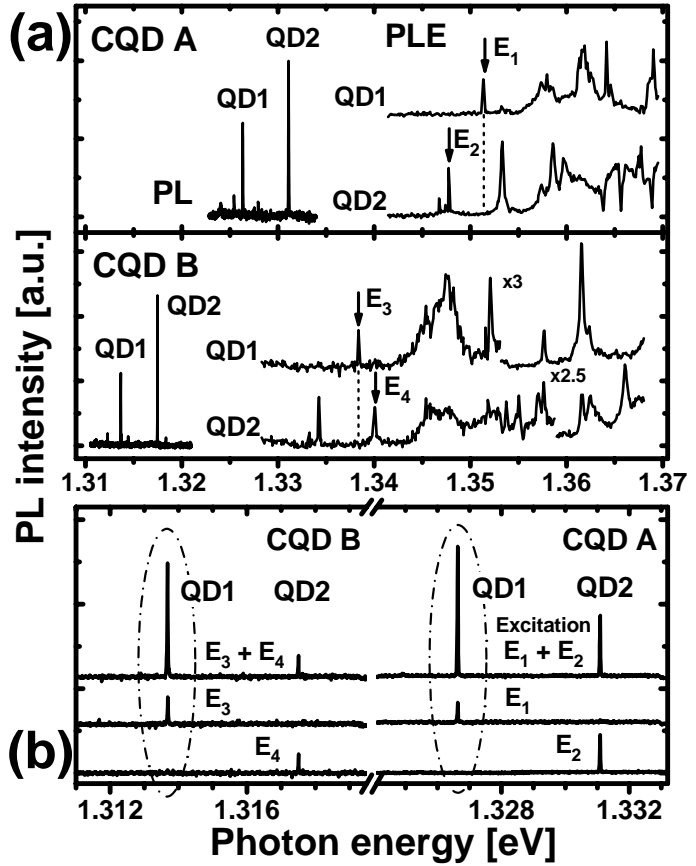 (a)
CQD A
QD2
PLE
E1
QD1
QD1
E2
PL
QD2
CQD B
QD2
E3
x3
QD1
QD1
E4
x2.5
QD2
1.31 1.32 1.33 1.34 1.35 1.36 1.37
PL intensity [a.u.]
CQD B
CQD A
QD1 QD2
QD1 QD2
Excitation
E3 + E4
E1 + E2
E3
E1
(b)
E4
E2
1.312 1.316 1.328 1.332
Photon energy [eV]